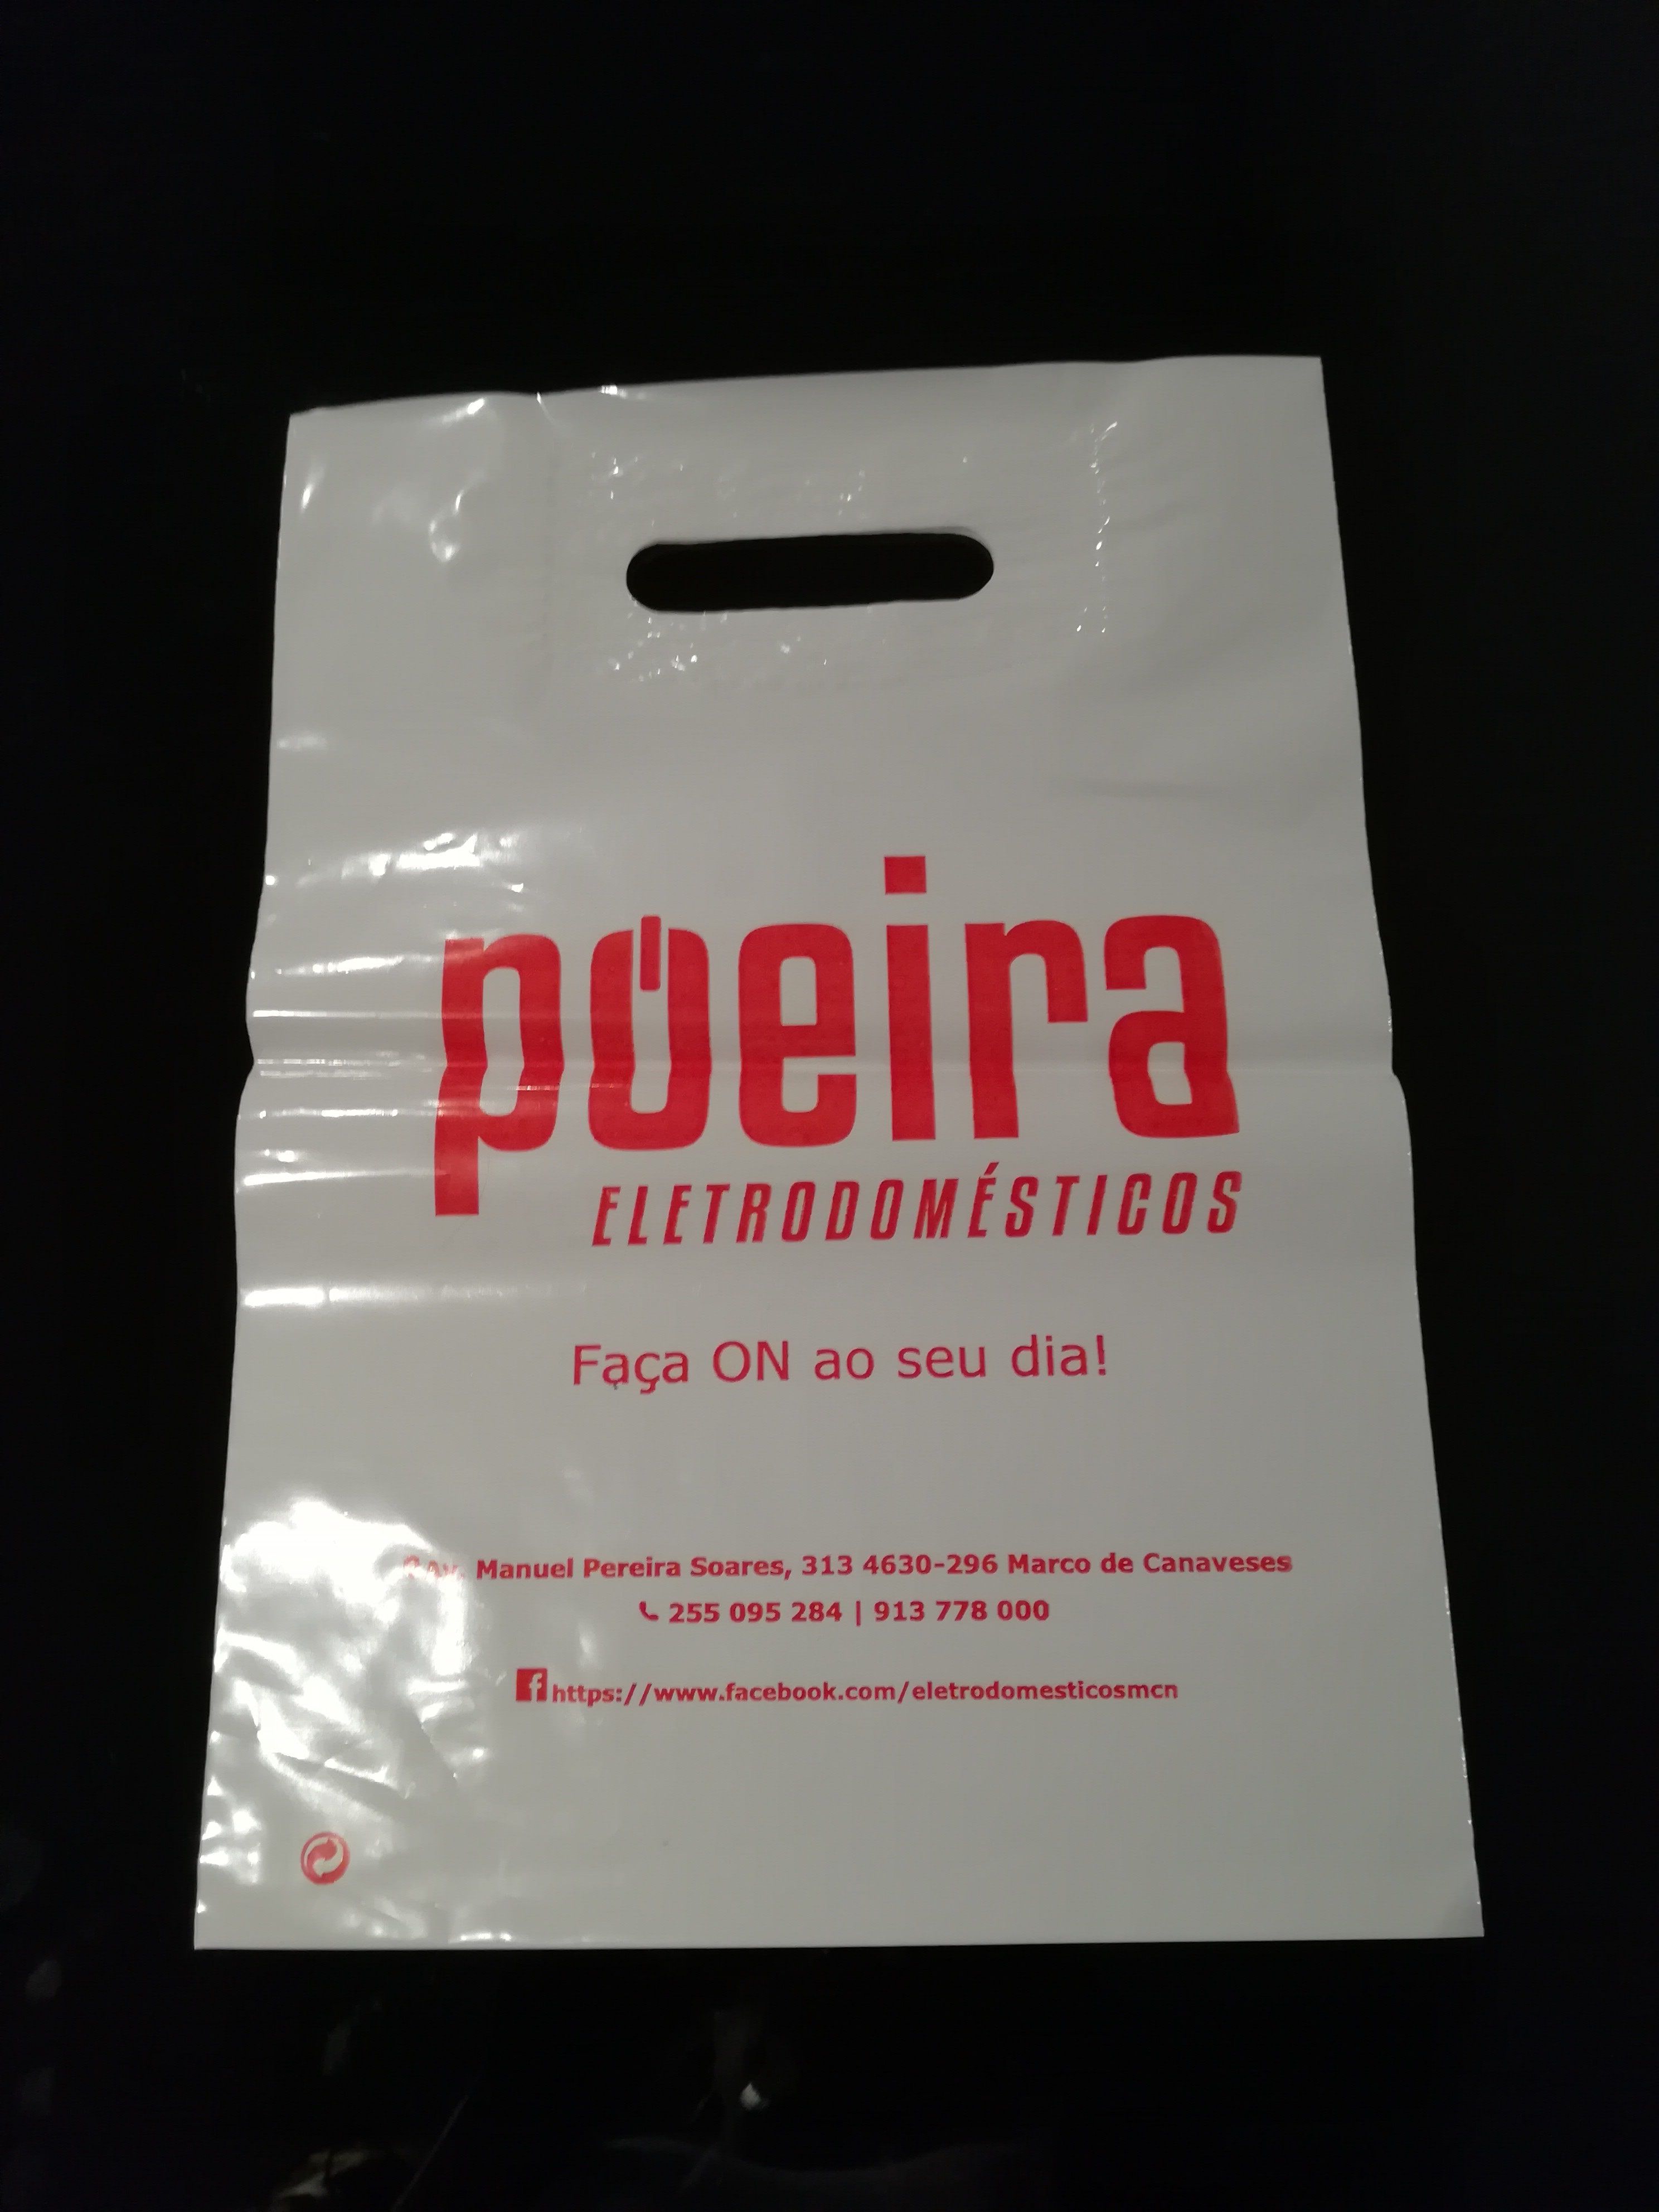 poeira
ELETRODOMÉSTICOS
Faça ON ao seu dia!
Av. Manuel Pereira Soares, 313 4630-296 Marco de Canaveses
255 095 284 | 913 778 000
https://www.facebook.com/eletrodomesticosmcn